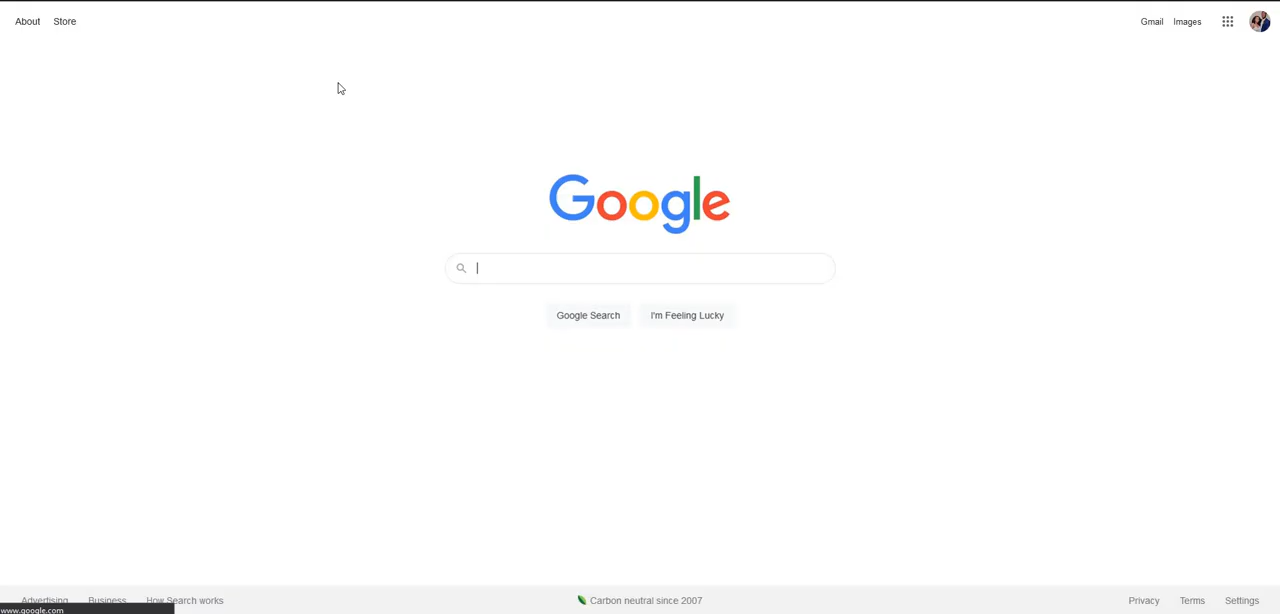 About Store
Gmail Images
Google
Google Search I'm Feeling Lucky
Advertising Business How Search works Carbon neutral since 2007 Privacy Terms Settings
www.google.com